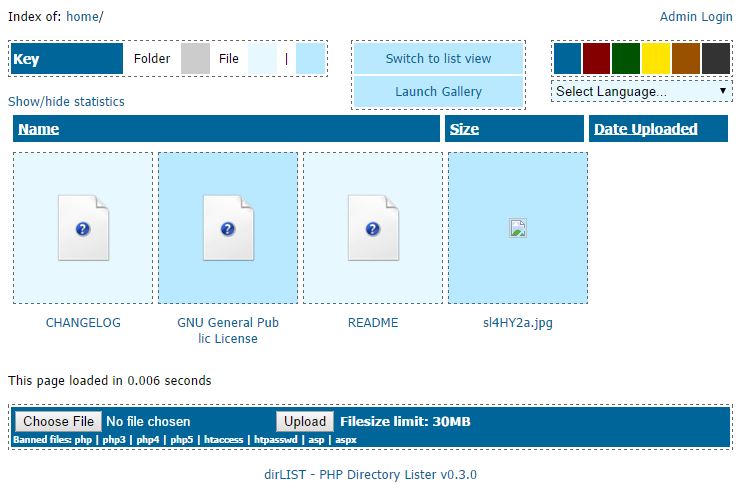 Index of: home/
Admin Login
Key Folder File |
Switch to list view
Launch Gallery
Select Language...
Show/hide statistics
Name Size Date Uploaded
CHANGELOG
GNU General Pub
lic License
README
sl4HY2a.jpg
This page loaded in 0.006 seconds
Choose File No file chosen Upload Filesize limit: 30MB
Banned files: php | php3 | php4 | php5 | htaccess | htpasswd | asp | aspx
dirLIST - PHP Directory Lister v0.3.0